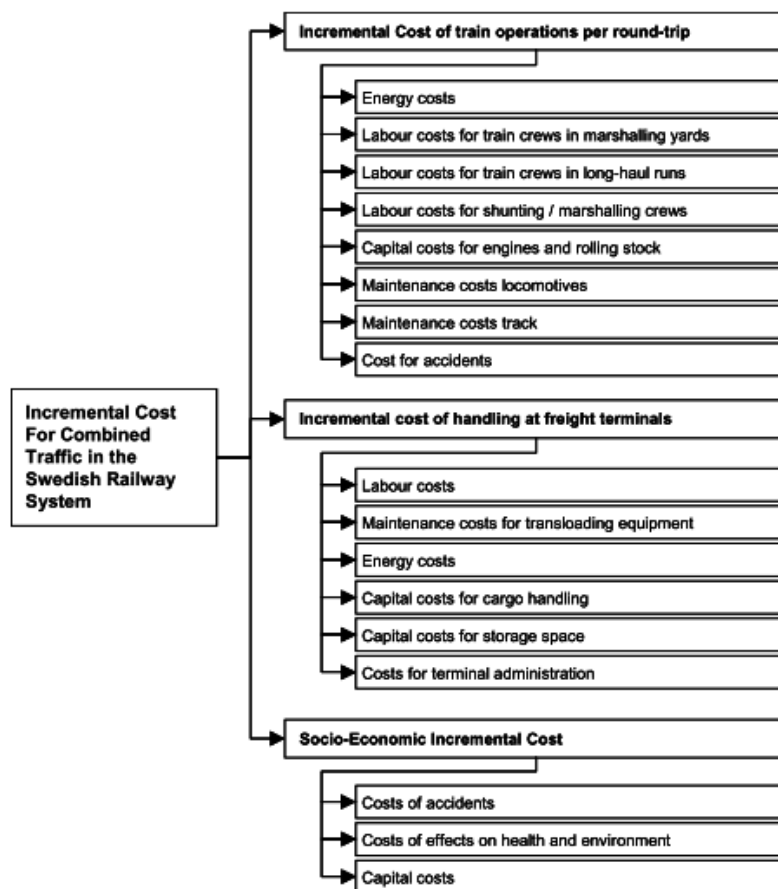 Incremental Cost of train operations per round-trip
Energy costs
Labour costs for train crews in marshalling yards
Labour costs for train crews in long-haul runs
Labour costs for shunting / marshalling crews
Capital costs for engines and rolling stock
Maintenance costs locomotives
Maintenance costs track
Cost for accidents
Incremental Cost
For Combined
Traffic in the
Swedish Railway
System
Incremental cost of handling at freight terminals
Labour costs
Maintenance costs for transloading equipment
Energy costs
Capital costs for cargo handling
Capital costs for storage space
Costs for terminal administration
Socio-Economic Incremental Cost
Costs of accidents
Costs of effects on health and environment
Capital costs